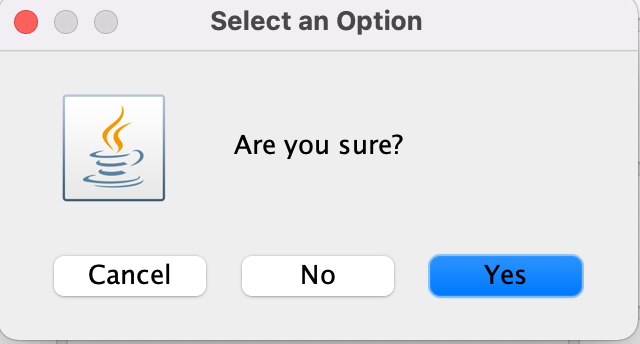 Select an Option
Are you sure?
Cancel
No
Yes